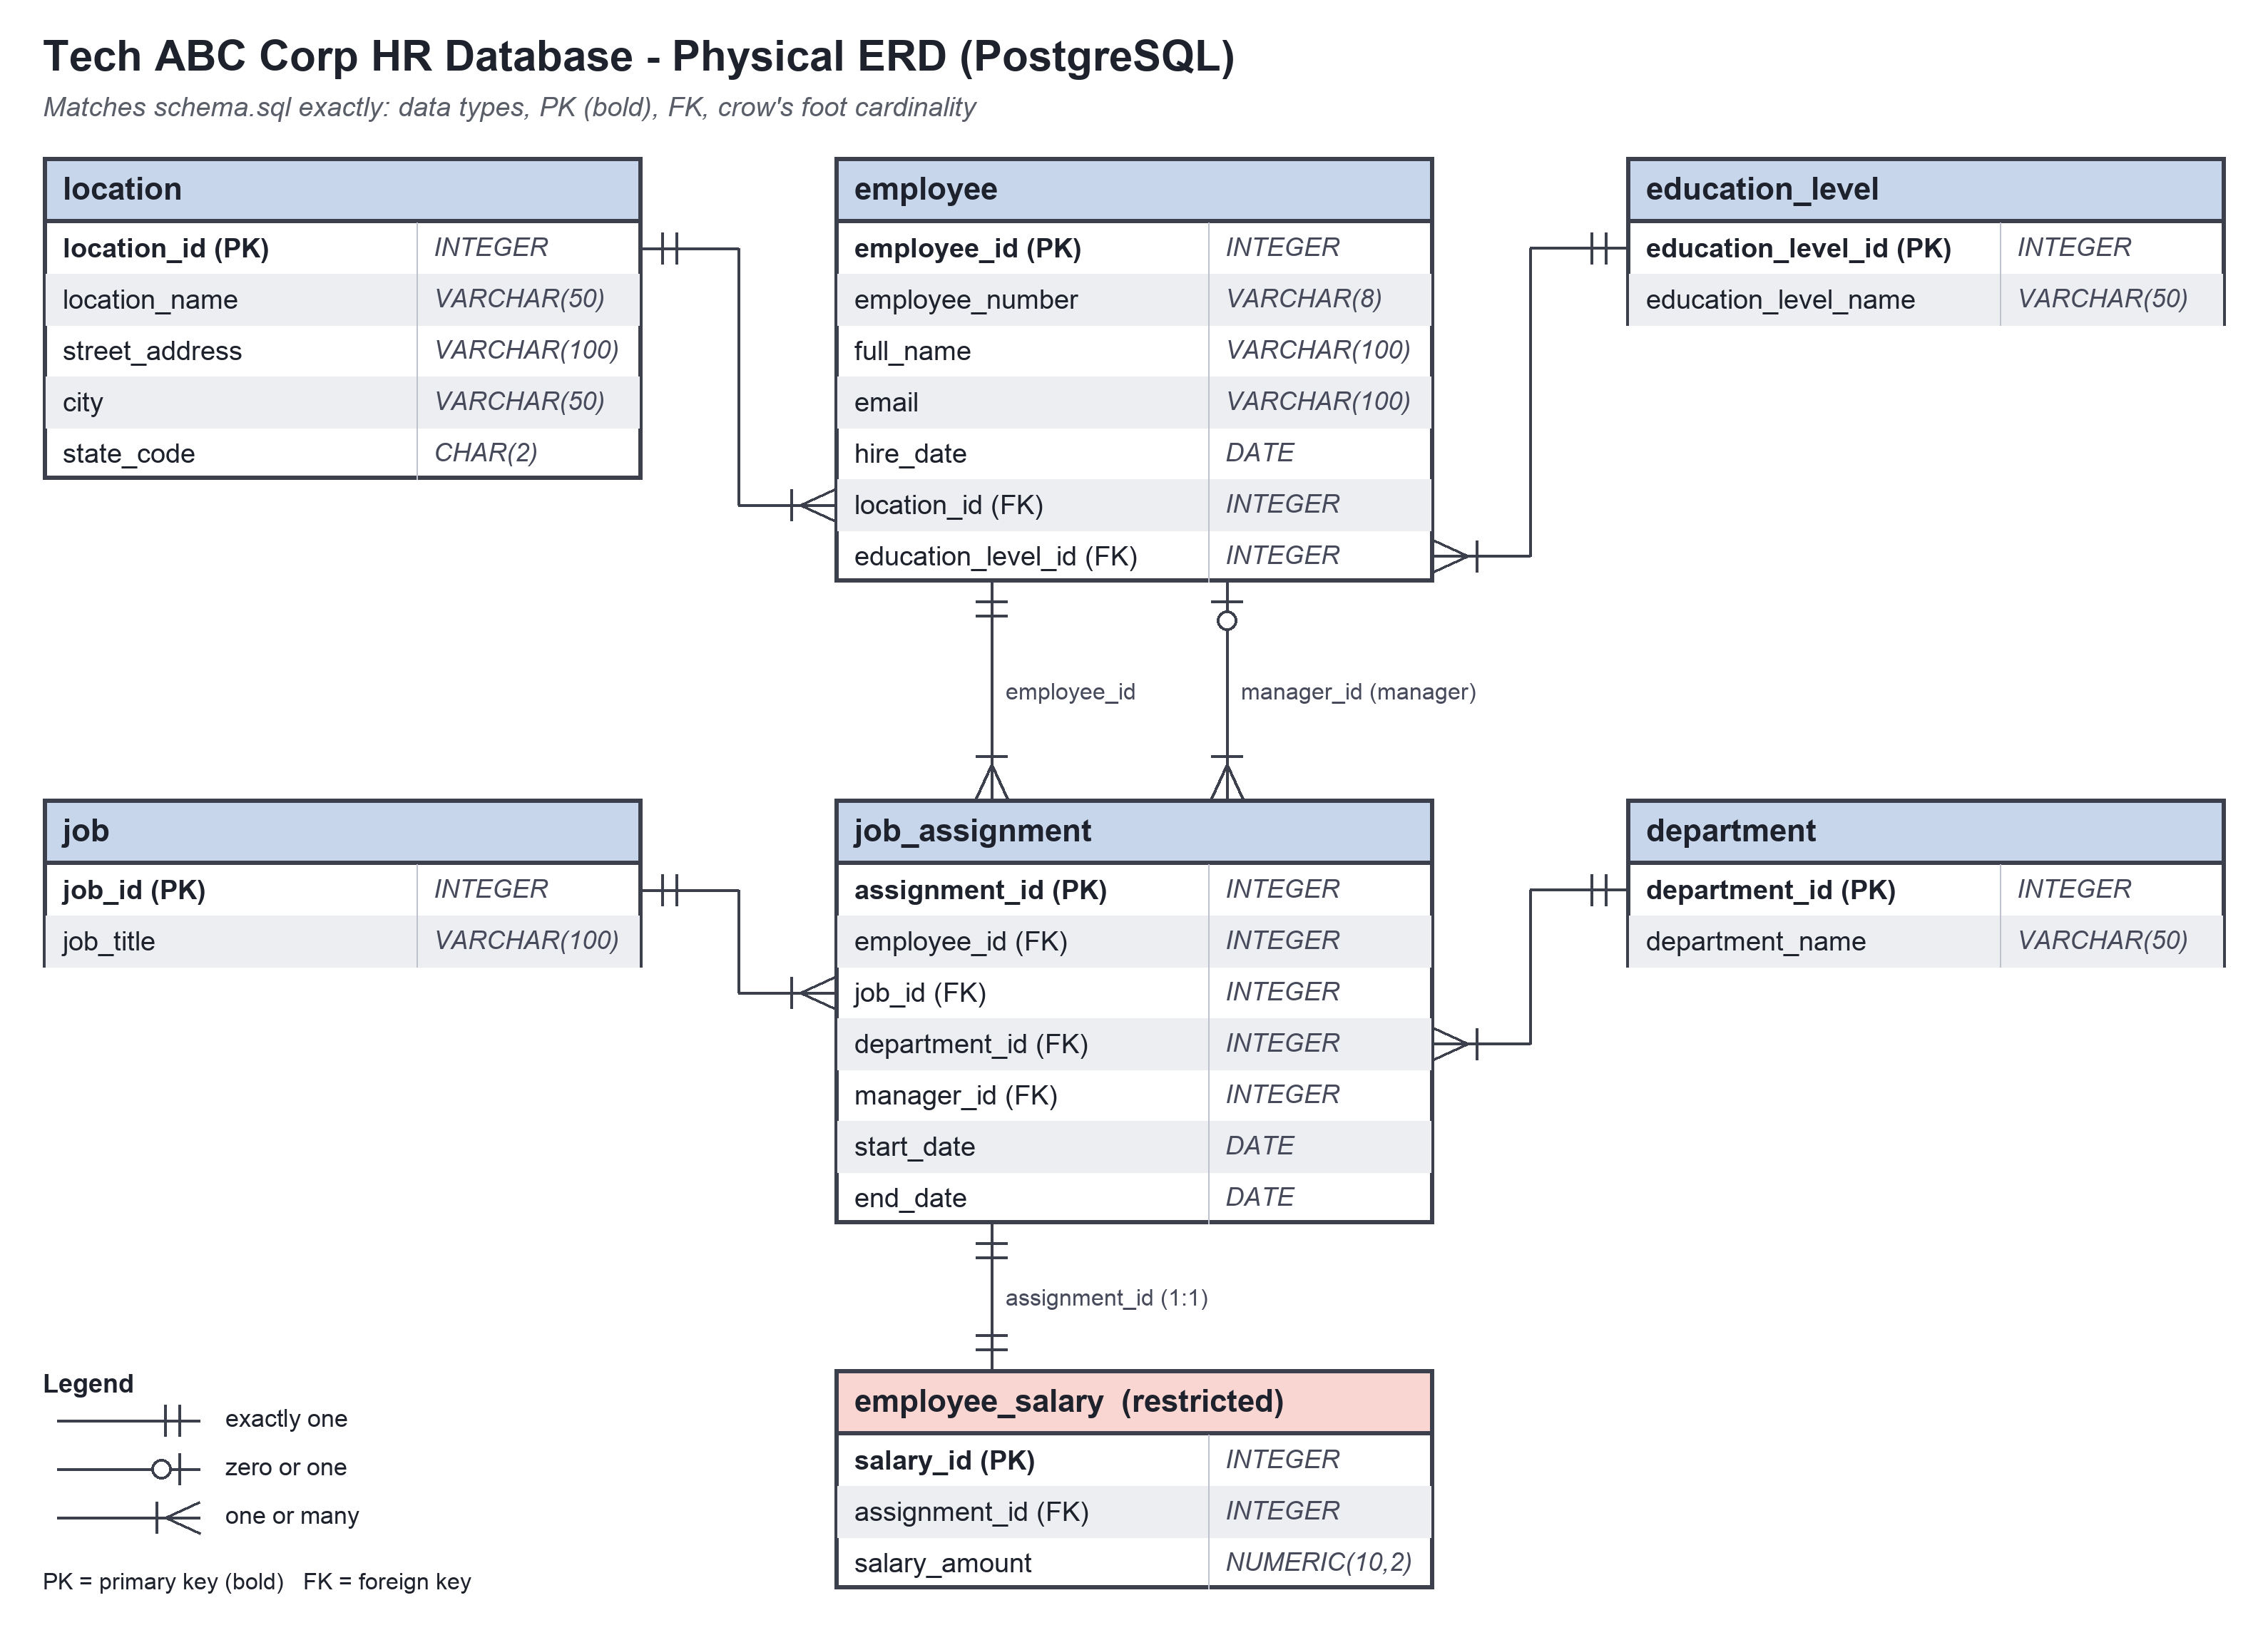 Tech ABC Corp HR Database - Physical ERD (PostgreSQL)
Matches schema.sql exactly: data types, PK (bold), FK, crow's foot cardinality
location
location_id (PK) INTEGER
location_name VARCHAR(50)
street_address VARCHAR(100)
city VARCHAR(50)
state_code CHAR(2)
employee
employee_id (PK) INTEGER
employee_number VARCHAR(8)
full_name VARCHAR(100)
email VARCHAR(100)
hire_date DATE
location_id (FK) INTEGER
education_level_id (FK) INTEGER
education_level
education_level_id (PK) INTEGER
education_level_name VARCHAR(50)
employee_id
manager_id (manager)
job
job_id (PK) INTEGER
job_title VARCHAR(100)
job_assignment
assignment_id (PK) INTEGER
employee_id (FK) INTEGER
job_id (FK) INTEGER
department_id (FK) INTEGER
manager_id (FK) INTEGER
start_date DATE
end_date DATE
department
department_id (PK) INTEGER
department_name VARCHAR(50)
assignment_id (1:1)
employee_salary (restricted)
salary_id (PK) INTEGER
assignment_id (FK) INTEGER
salary_amount NUMERIC(10,2)
Legend
exactly one
zero or one
one or many
PK = primary key (bold) FK = foreign key